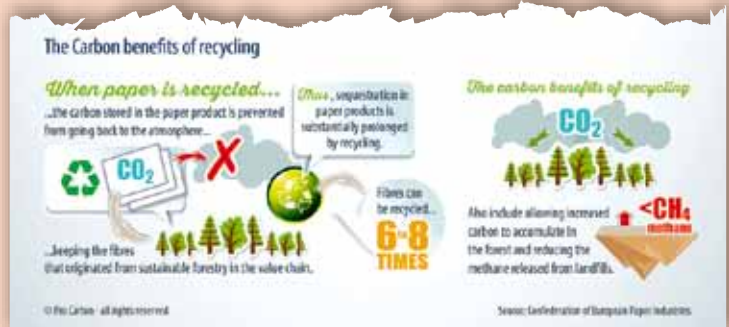 The Carbon benefits of recycling
When paper is recycled...
...the carbon stored in the paper product is prevented
from going back to the atmosphere...
CO2
X
Thus, sequestration in
paper products is
substantially prolonged
by recycling.
Fibres can
be recycled...
6-8
TIMES
...keeping the fibres
that originated from sustainable forestry in the value chain.
© Pro Carton - all rights reserved
The carbon benefits of recycling
CO2
Also include allowing increased
carbon to accumulate in
the forest and reducing the
methane released from landfills.
<CH4
methane
Source: Confederation of European Paper Industries